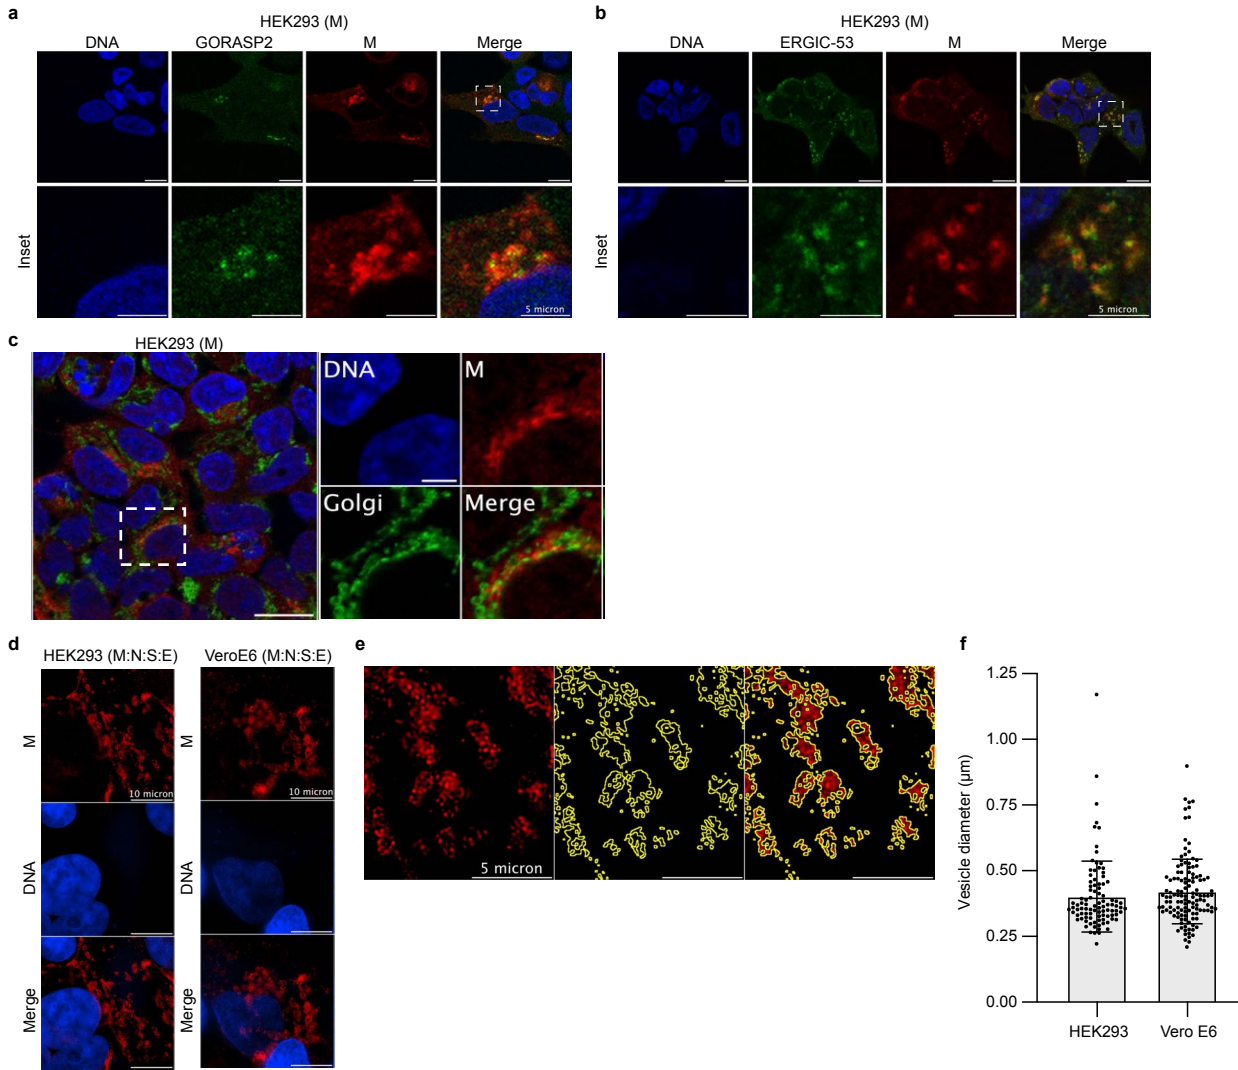 a
HEK293 (M)
DNA GORASP2 M Merge
Inset
5 micron
b
HEK293 (M)
DNA ERGIC-53 M Merge
Inset
5 micron
c
HEK293 (M)
DNA M
Golgi Merge
d
HEK293 (M:N:S:E) VeroE6 (M:N:S:E)
M M
10 micron 10 micron
DNA DNA
Merge Merge
e
5 micron
f
Vesicle diameter (µm)
1.25
1.00
0.75
0.50
0.25
0.00
HEK293 Vero E6